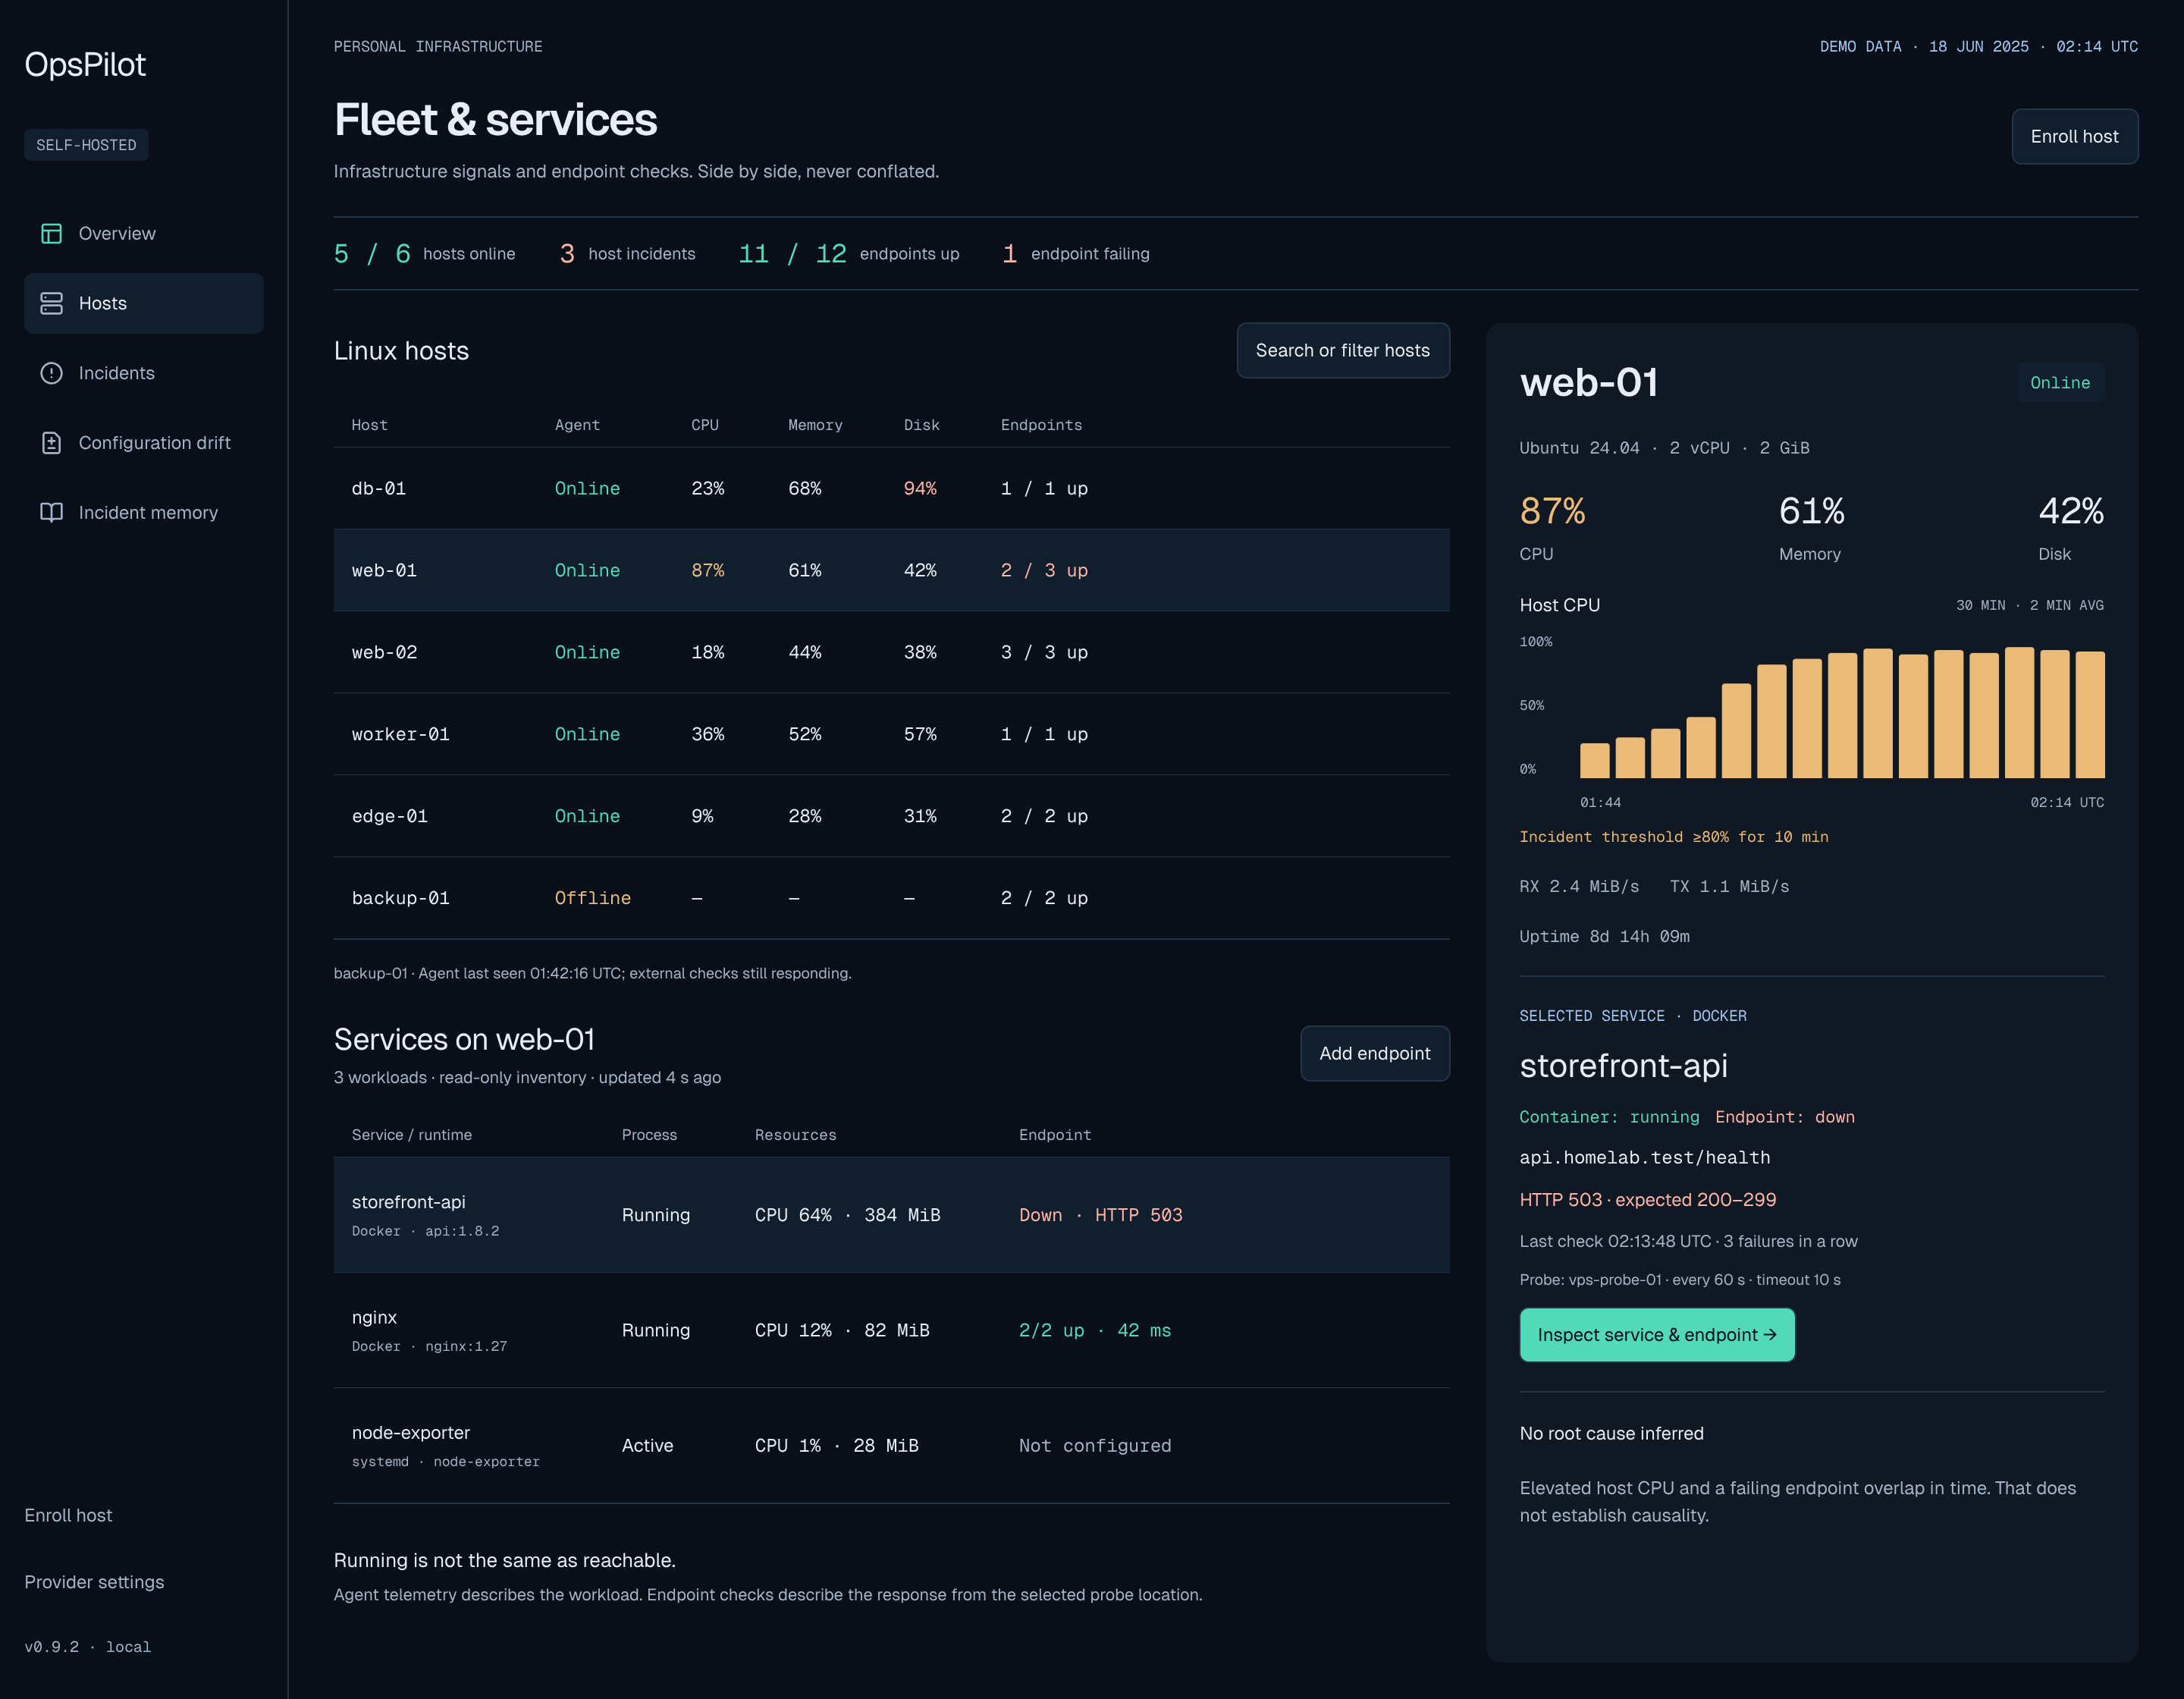 OpsPilot
SELF-HOSTED
Overview
Hosts
Incidents
Configuration drift
Incident memory
Enroll host
Provider settings
v0.9.2 · local
PERSONAL INFRASTRUCTURE
DEMO DATA · 18 JUN 2025 · 02:14 UTC
Fleet & services
Infrastructure signals and endpoint checks. Side by side, never conflated.
Enroll host
5 / 6 hosts online 3 host incidents 11 / 12 endpoints up 1 endpoint failing
Linux hosts
Search or filter hosts
Host Agent CPU Memory Disk Endpoints
db-01 Online 23% 68% 94% 1 / 1 up
web-01 Online 87% 61% 42% 2 / 3 up
web-02 Online 18% 44% 38% 3 / 3 up
worker-01 Online 36% 52% 57% 1 / 1 up
edge-01 Online 9% 28% 31% 2 / 2 up
backup-01 Offline — — — 2 / 2 up
backup-01 · Agent last seen 01:42:16 UTC; external checks still responding.
Services on web-01
3 workloads · read-only inventory · updated 4 s ago
Add endpoint
Service / runtime Process Resources Endpoint
storefront-api
Docker · api:1.8.2
Running CPU 64% · 384 MiB Down · HTTP 503
nginx
Docker · nginx:1.27
Running CPU 12% · 82 MiB 2/2 up · 42 ms
node-exporter
systemd · node-exporter
Active CPU 1% · 28 MiB Not configured
Running is not the same as reachable.
Agent telemetry describes the workload. Endpoint checks describe the response from the selected probe location.
web-01
Online
Ubuntu 24.04 · 2 vCPU · 2 GiB
87% 61% 42%
CPU Memory Disk
Host CPU
30 MIN · 2 MIN AVG
100%
50%
0%
01:44 02:14 UTC
Incident threshold ≥80% for 10 min
RX 2.4 MiB/s TX 1.1 MiB/s
Uptime 8d 14h 09m
SELECTED SERVICE · DOCKER
storefront-api
Container: running Endpoint: down
api.homelab.test/health
HTTP 503 · expected 200–299
Last check 02:13:48 UTC · 3 failures in a row
Probe: vps-probe-01 · every 60 s · timeout 10 s
Inspect service & endpoint →
No root cause inferred
Elevated host CPU and a failing endpoint overlap in time. That does
not establish causality.